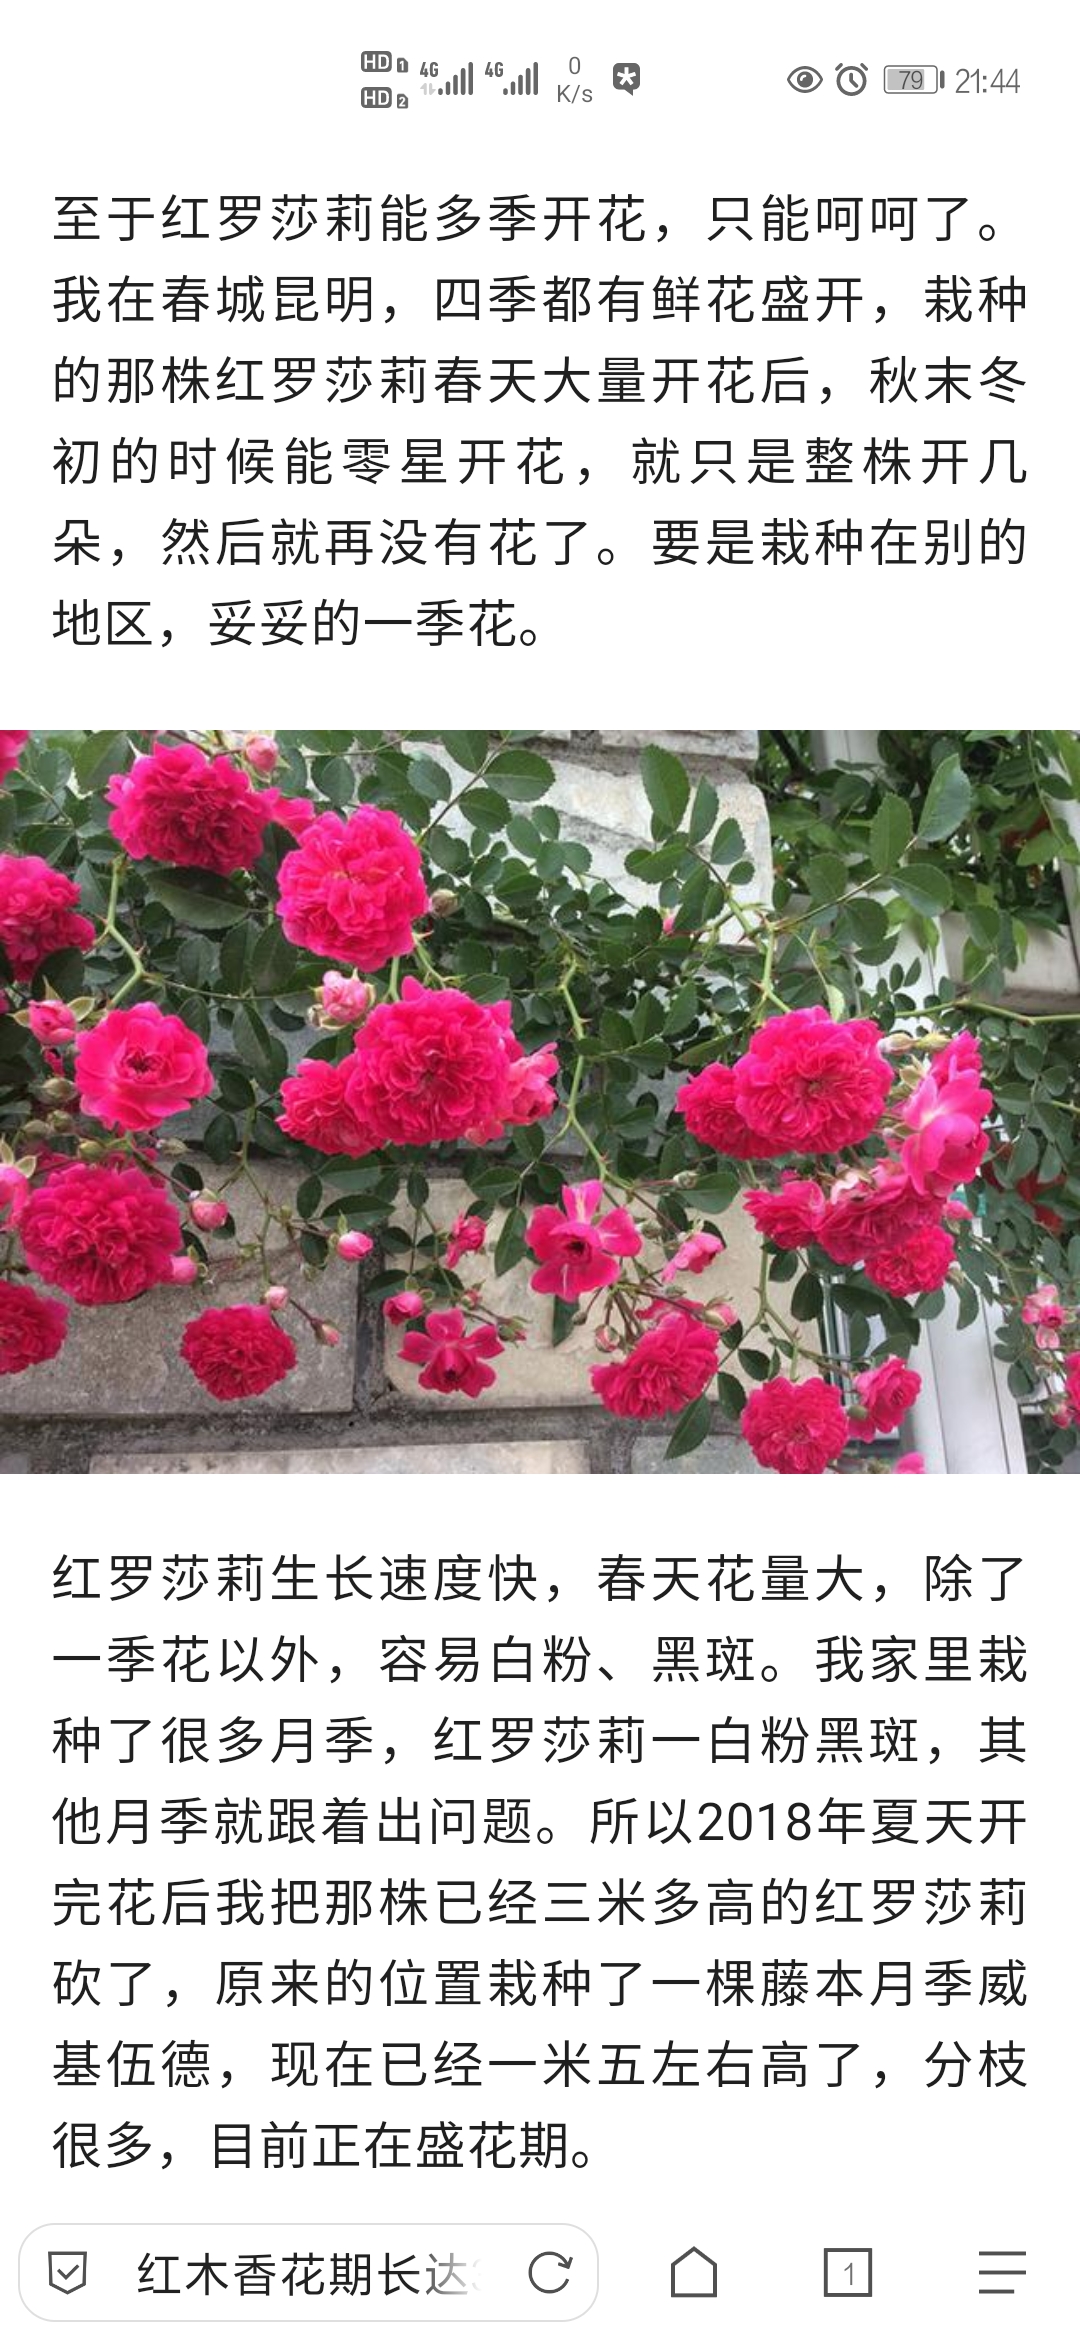 HD 1 4G 4G 0 79 21:44
HD 2 K/s
至于红罗莎莉能多季开花，只能呵呵了。
我在春城昆明，四季都有鲜花盛开，栽种
的那株红罗莎莉春天大量开花后，秋末冬
初的时候能零星开花，就只是整株开几
朵，然后就再没有花了。要是栽种在别的
地区，妥妥的一季花。
红罗莎莉生长速度快，春天花量大，除了
一季花以外，容易白粉、黑斑。我家里栽
种了很多月季，红罗莎莉一白粉黑斑，其
他月季就跟着出问题。所以2018年夏天开
完花后我把那株已经三米多高的红罗莎莉
砍了，原来的位置栽种了一棵藤本月季威
基伍德，现在已经一米五左右高了，分枝
很多，目前正在盛花期。
红木香花期长达 1